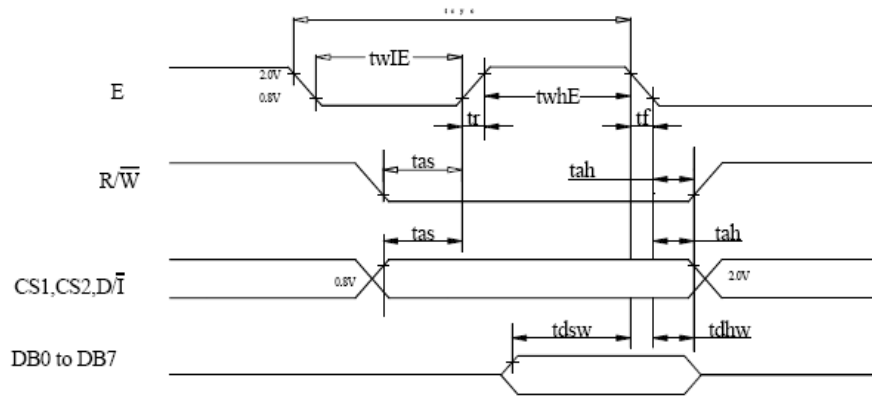 twIE
2.0V
E
0.8V
twhE
tr
tf
R/W̅
tas
tah
tas
tah
CS1,CS2,D/I̅
0.8V
2.0V
tdsw
tdhw
DB0 to DB7